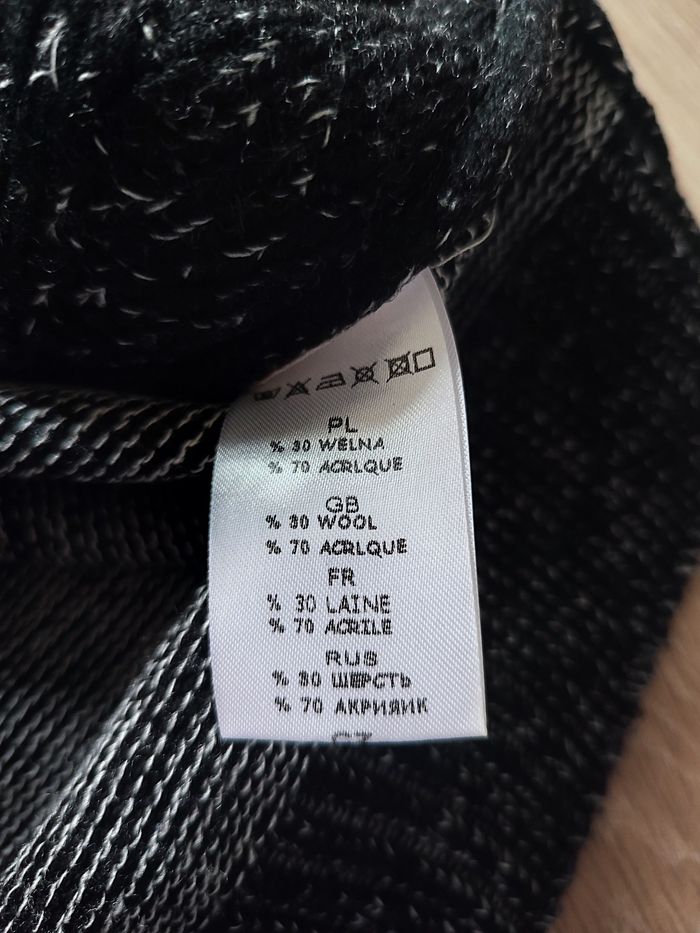 PL
% 30 WELNA
% 70 ACRLQUE
GB
% 30 WOOL
% 70 ACRLQUE
FR
% 30 LAINE
% 70 ACRILE
RUS
% 30 ШЕРСТЬ
% 70 АКРИЯИК